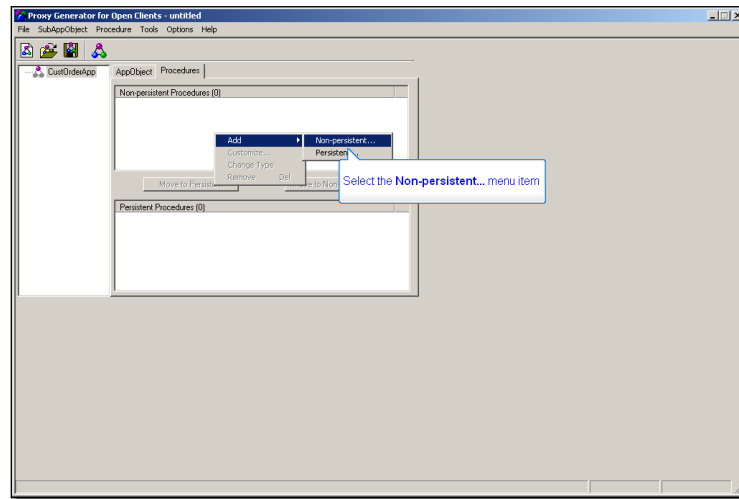 Proxy Generator for Open Clients - untitled
File SubAppObject Procedure Tools Options Help
CustOrderApp
AppObject Procedures
Non-persistent Procedures (0)
Add Non-persistent...
Customize... Persisten
Change Type
Remove Del
Move to Persist
Select the Non-persistent... menu item
Persistent Procedures (0)